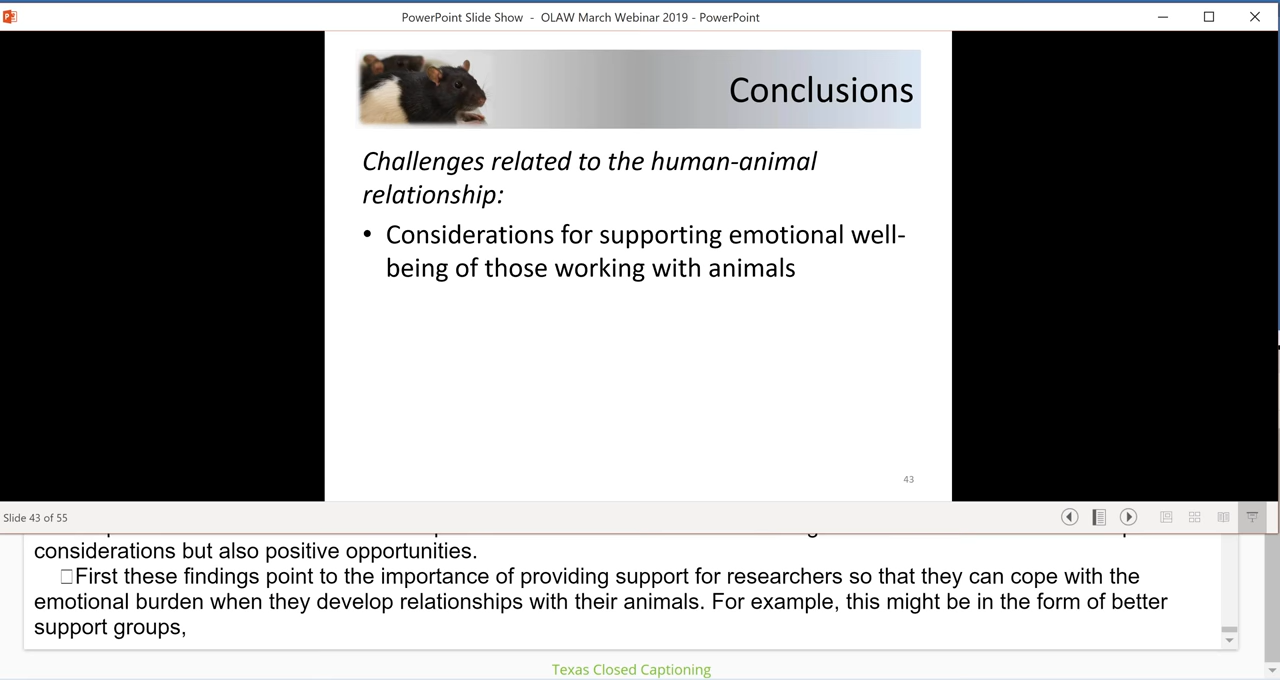 PowerPoint Slide Show - OLAW March Webinar 2019 - PowerPoint
Conclusions
Challenges related to the human-animal
relationship:
• Considerations for supporting emotional well-
being of those working with animals
43
Slide 43 of 55
considerations but also positive opportunities.
First these findings point to the importance of providing support for researchers so that they can cope with the
emotional burden when they develop relationships with their animals. For example, this might be in the form of better
support groups,
Texas Closed Captioning